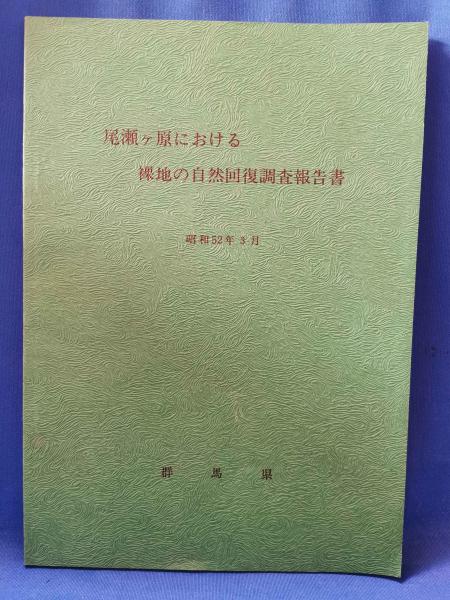 尾瀬ヶ原における
裸地の自然回復調査報告書
昭和52年3月
群馬県